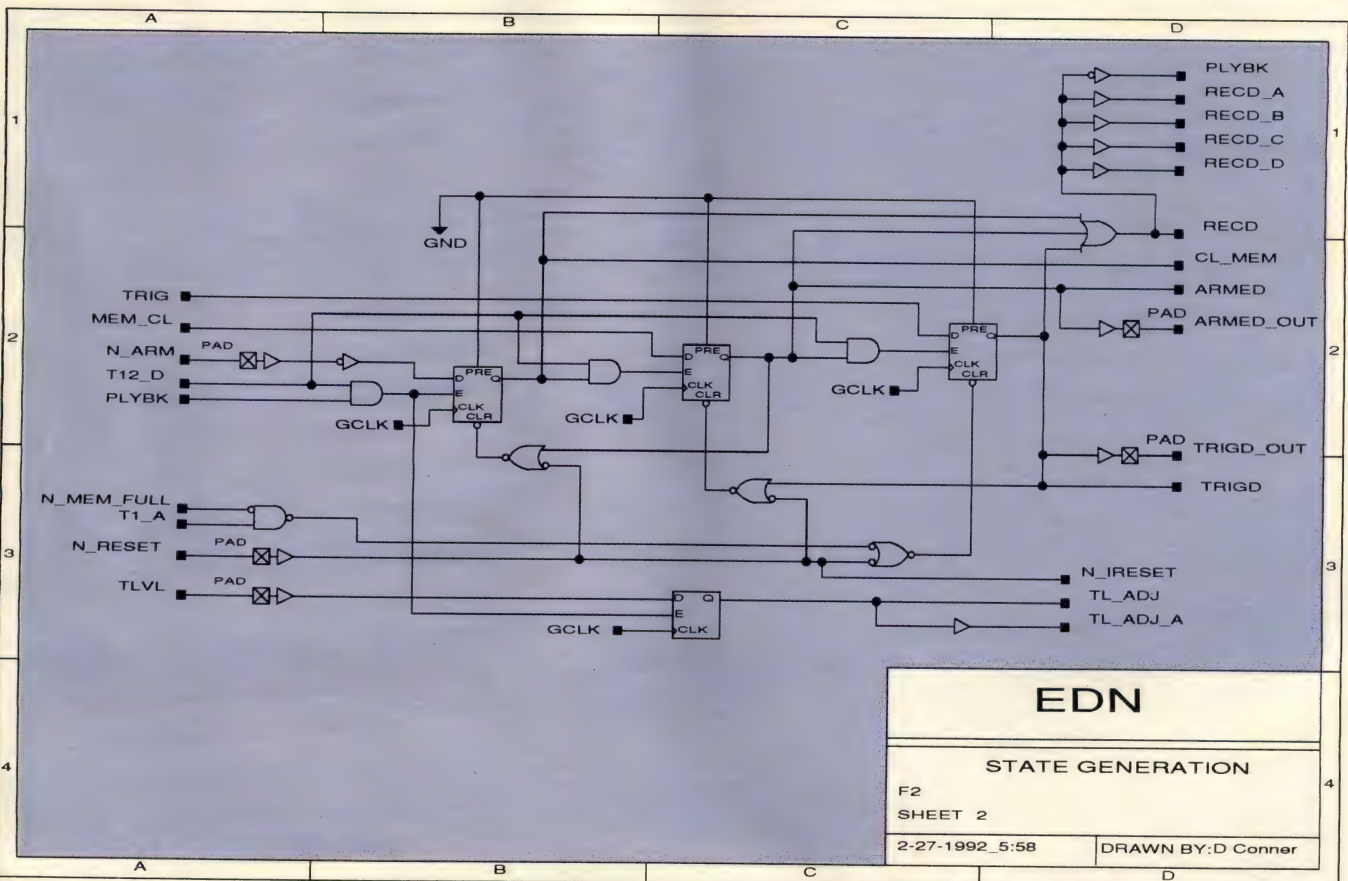 A B C D
1
2
3
4
1
2
3
4
PLYBK
RECD_A
RECD_B
RECD_C
RECD_D
RECD
CL_MEM
ARMED
PAD ARMED_OUT
PAD TRIGD_OUT
TRIGD
GND
TRIG
MEM_CL
N_ARM PAD
T12_D
PLYBK
PRE
D Q
E
CLK
CLR
GCLK
PRE
D Q
E
CLK
CLR
GCLK
PRE
D Q
E
CLK
CLR
GCLK
N_MEM_FULL
T1_A
N_RESET PAD
TLVL PAD
D Q
E
CLK
GCLK
N_IRESET
TL_ADJ
TL_ADJ_A
EDN
STATE GENERATION
F2
SHEET 2
2-27-1992_5:58 DRAWN BY:D Conner
A B C D